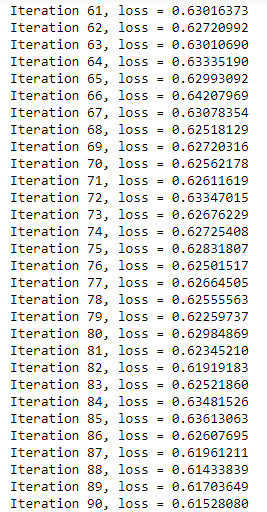 Iteration 61, loss = 0.63016373
Iteration 62, loss = 0.62720992
Iteration 63, loss = 0.63010690
Iteration 64, loss = 0.63335190
Iteration 65, loss = 0.62993092
Iteration 66, loss = 0.64207969
Iteration 67, loss = 0.63078354
Iteration 68, loss = 0.62518129
Iteration 69, loss = 0.62720316
Iteration 70, loss = 0.62562178
Iteration 71, loss = 0.62611619
Iteration 72, loss = 0.63347015
Iteration 73, loss = 0.62676229
Iteration 74, loss = 0.62725408
Iteration 75, loss = 0.62831807
Iteration 76, loss = 0.62501517
Iteration 77, loss = 0.62664505
Iteration 78, loss = 0.62555563
Iteration 79, loss = 0.62259737
Iteration 80, loss = 0.62984869
Iteration 81, loss = 0.62345210
Iteration 82, loss = 0.61919183
Iteration 83, loss = 0.62521860
Iteration 84, loss = 0.63481526
Iteration 85, loss = 0.63613063
Iteration 86, loss = 0.62607695
Iteration 87, loss = 0.61961211
Iteration 88, loss = 0.61433839
Iteration 89, loss = 0.61703649
Iteration 90, loss = 0.61528080